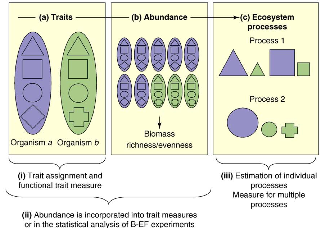 (a) Traits
(b) Abundance
(c) Ecosystem
processes
Process 1
Process 2
Organism a
Organism b
Biomass
richness/evenness
(i) Trait assignment and
functional trait measure
(iii) Estimation of individual
processes
Measure for multiple
processes
(ii) Abundance is incorporated into trait measures
or in the statistical analysis of B-EF experiments